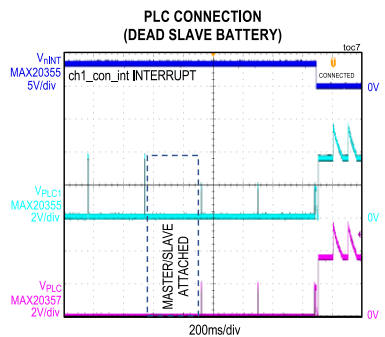 PLC CONNECTION
(DEAD SLAVE BATTERY)
toc7
VnINT
MAX20355
5V/div
ch1_con_int INTERRUPT
CONNECTED
0V
VPLC1
MAX20355
2V/div
0V
MASTER/SLAVE
ATTACHED
VPLC
MAX20357
2V/div
0V
200ms/div